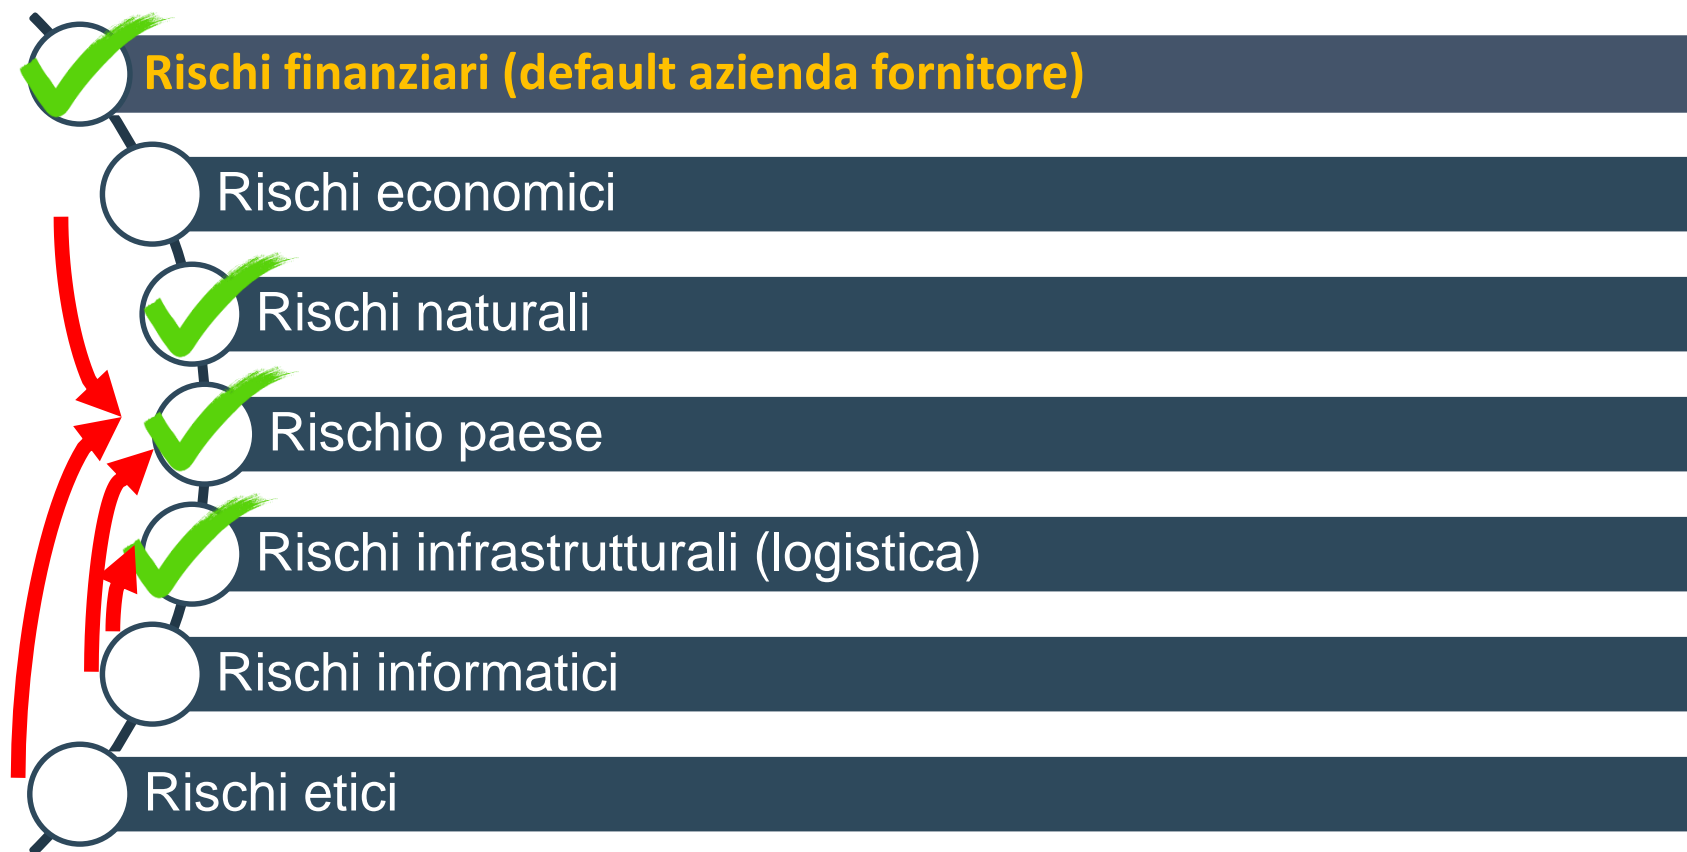 Rischi finanziari (default azienda fornitore)
Rischi economici
Rischi naturali
Rischio paese
Rischi infrastrutturali (logistica)
Rischi informatici
Rischi etici